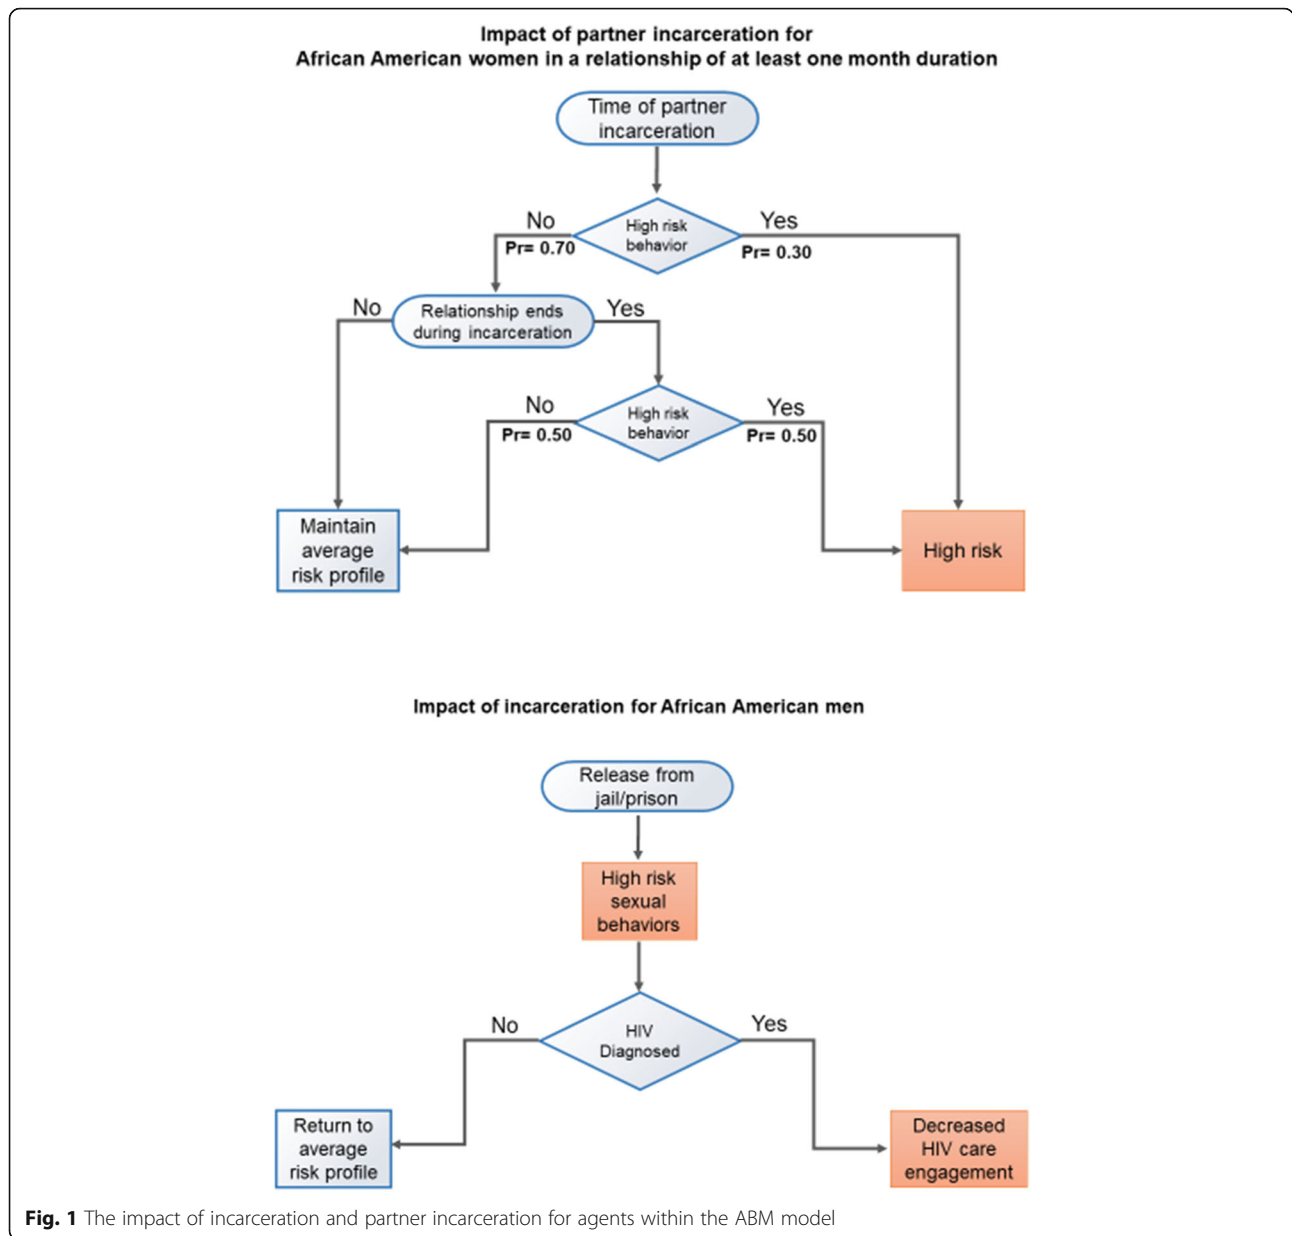 Impact of partner incarceration for
African American women in a relationship of at least one month duration
Time of partner
incarceration
No
Yes
High risk
behavior
Pr= 0.70
Pr= 0.30
No
Relationship ends
during incarceration
Yes
No
High risk
behavior
Yes
Pr= 0.50
Pr= 0.50
Maintain
average
risk profile
High risk
Impact of incarceration for African American men
Release from
jail/prison
High risk
sexual
behaviors
No
HIV
Diagnosed
Yes
Return to
average
risk profile
Decreased
HIV care
engagement
Fig. 1 The impact of incarceration and partner incarceration for agents within the ABM model